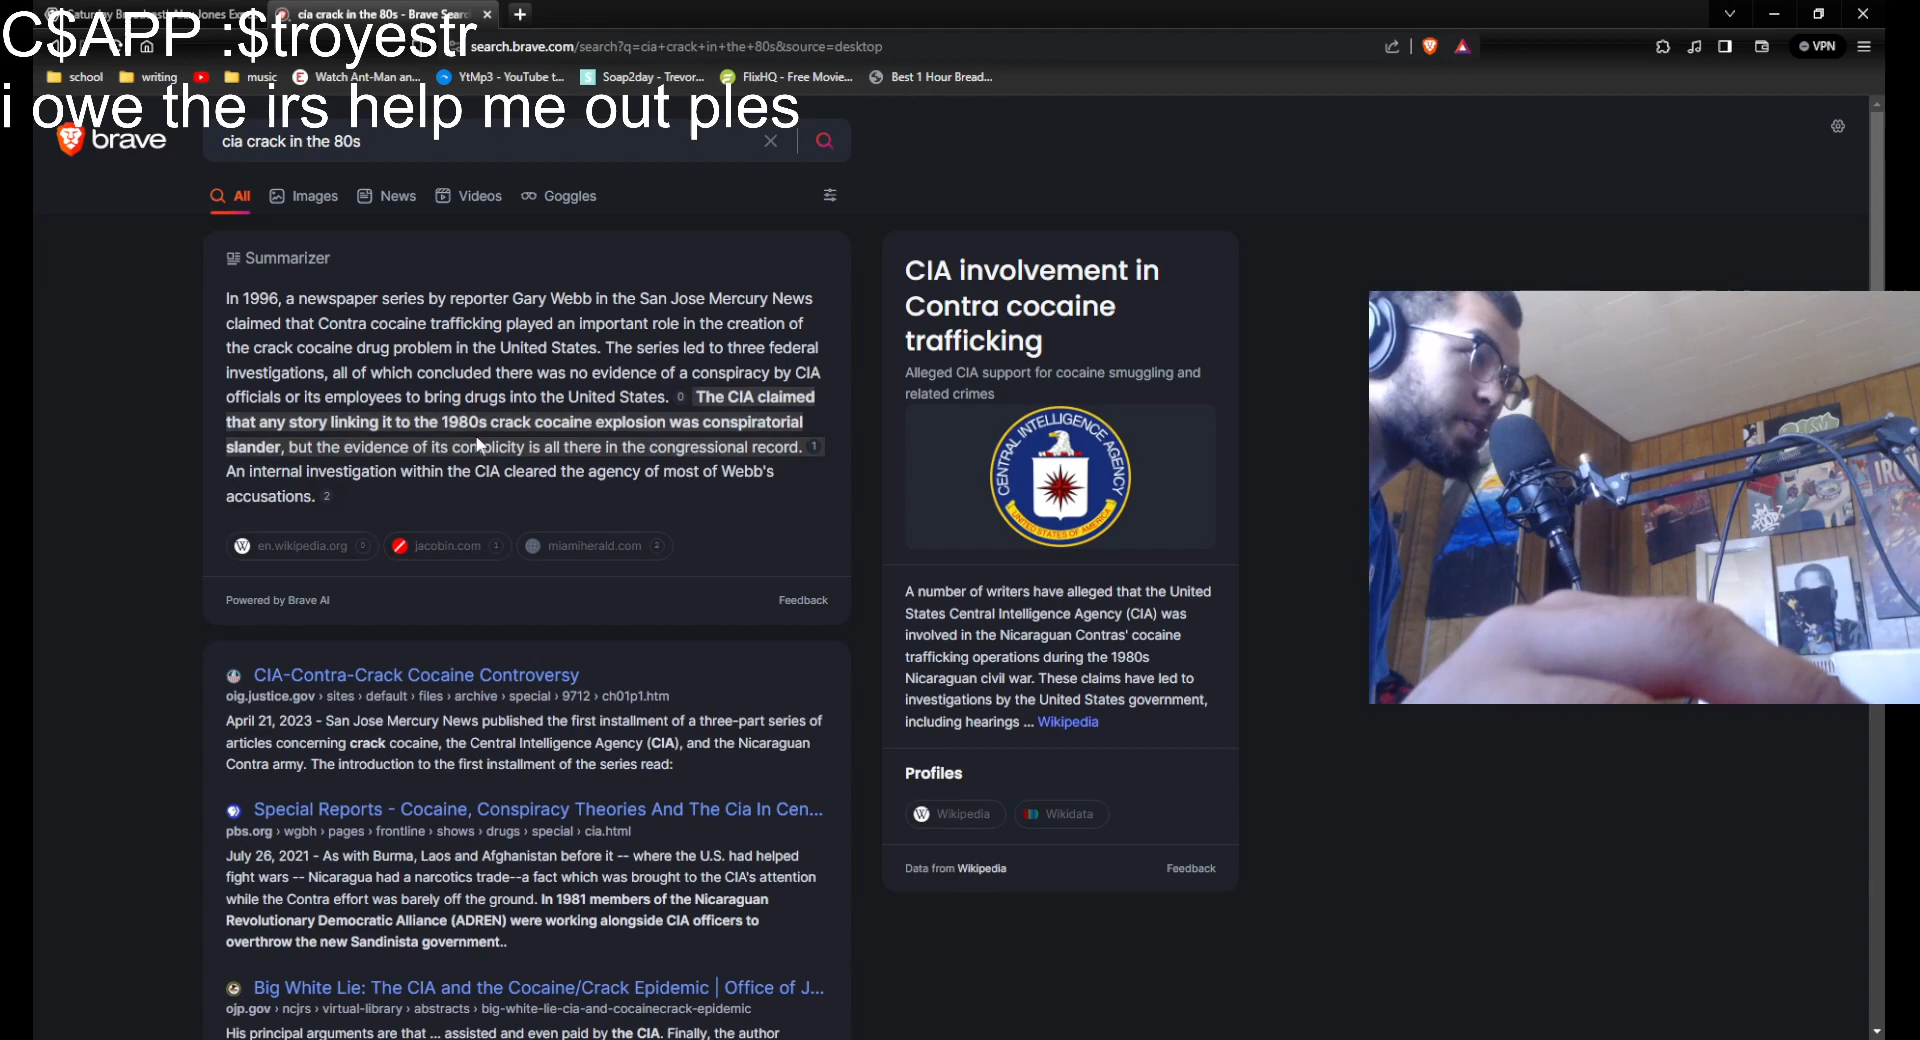 C$APP :$troyestr
i owe the irs help me out ples
cia crack in the 80s - Brave Sear
search.brave.com/search?q=cia+crack+in+the+80s&source=desktop
VPN
school
writing
music
Watch Ant-Man an...
YtMp3 - YouTube t...
Soap2day - Trevor...
FlixHQ - Free Movie...
Best 1 Hour Bread...
brave
cia crack in the 80s
All
Images
News
Videos
Goggles
Summarizer
In 1996, a newspaper series by reporter Gary Webb in the San Jose Mercury News
claimed that Contra cocaine trafficking played an important role in the creation of
the crack cocaine drug problem in the United States. The series led to three federal
investigations, all of which concluded there was no evidence of a conspiracy by CIA
officials or its employees to bring drugs into the United States. 0 The CIA claimed
that any story linking it to the 1980s crack cocaine explosion was conspiratorial
slander, but the evidence of its complicity is all there in the congressional record. 1
An internal investigation within the CIA cleared the agency of most of Webb's
accusations. 2
en.wikipedia.org 0
jacobin.com 1
miamiherald.com 2
Powered by Brave AI
Feedback
CIA-Contra-Crack Cocaine Controversy
oig.justice.gov › sites › default › files › archive › special › 9712 › ch01p1.htm
April 21, 2023 - San Jose Mercury News published the first installment of a three-part series of
articles concerning crack cocaine, the Central Intelligence Agency (CIA), and the Nicaraguan
Contra army. The introduction to the first installment of the series read:
Special Reports - Cocaine, Conspiracy Theories And The Cia In Cen...
pbs.org › wgbh › pages › frontline › shows › drugs › special › cia.html
July 26, 2021 - As with Burma, Laos and Afghanistan before it -- where the U.S. had helped
fight wars -- Nicaragua had a narcotics trade--a fact which was brought to the CIA's attention
while the Contra effort was barely off the ground. In 1981 members of the Nicaraguan
Revolutionary Democratic Alliance (ADREN) were working alongside CIA officers to
overthrow the new Sandinista government..
Big White Lie: The CIA and the Cocaine/Crack Epidemic | Office of J...
ojp.gov › ncjrs › virtual-library › abstracts › big-white-lie-cia-and-cocainecrack-epidemic
His principal arguments are that ... assisted and even paid by the CIA. Finally, the author
CIA involvement in
Contra cocaine
trafficking
Alleged CIA support for cocaine smuggling and
related crimes
CENTRAL INTELLIGENCE AGENCY
UNITED STATES OF AMERICA
A number of writers have alleged that the United
States Central Intelligence Agency (CIA) was
involved in the Nicaraguan Contras' cocaine
trafficking operations during the 1980s
Nicaraguan civil war. These claims have led to
investigations by the United States government,
including hearings ... Wikipedia
Profiles
Wikipedia
Wikidata
Data from Wikipedia
Feedback